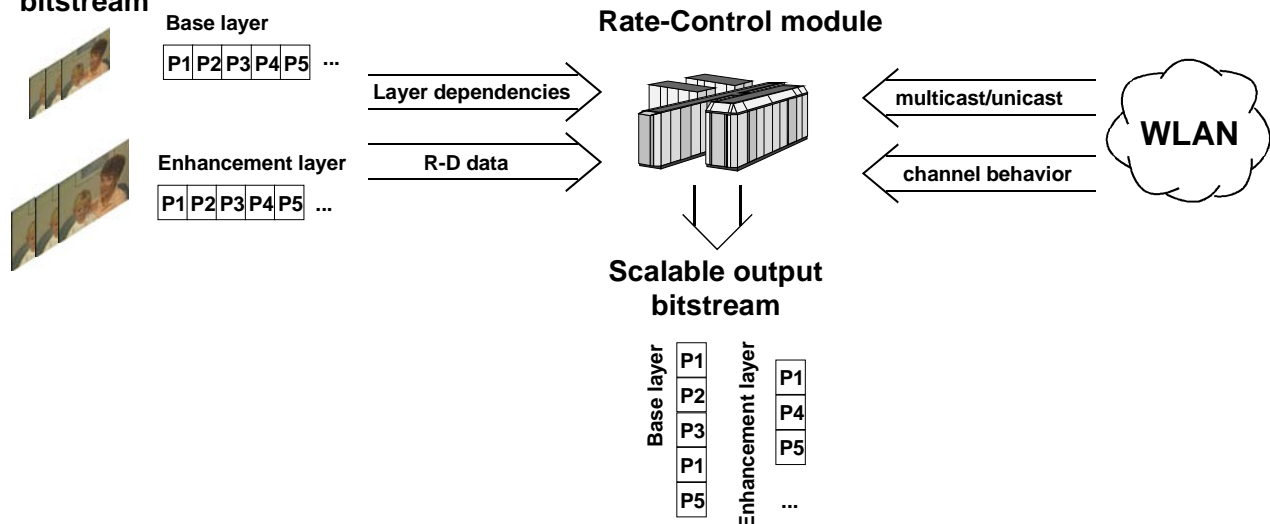 bitstream
Base layer
P1 P2 P3 P4 P5 ...
Enhancement layer
P1 P2 P3 P4 P5 ...
Layer dependencies
R-D data
Rate-Control module
multicast/unicast
channel behavior
WLAN
Scalable output
bitstream
Base layer
P1
P2
P3
P1
P5
Enhancement layer
P1
P4
P5
...